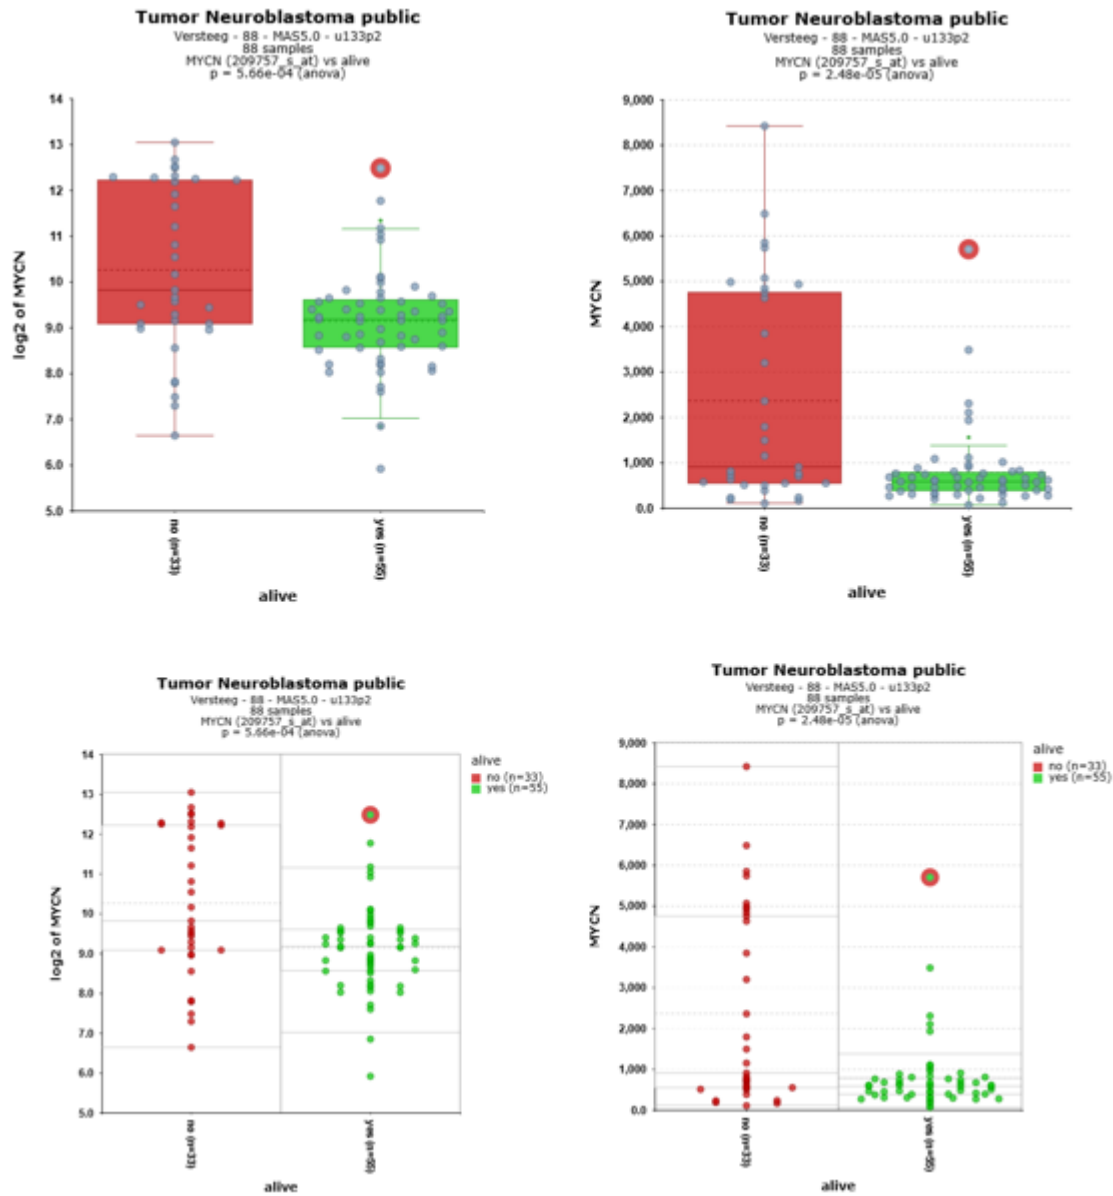 Tumor Neuroblastoma public
Versteeg - 88 - MAS5.0 - u133p2
88 samples
MYCN (209757_s_at) vs alive
p = 5.66e-04 (anova)
14
13
12
11
10
9.0
8.0
7.0
6.0
5.0
log2 of MYCN
no (n=33)
yes (n=55)
alive
Tumor Neuroblastoma public
Versteeg - 88 - MAS5.0 - u133p2
88 samples
MYCN (209757_s_at) vs alive
p = 2.48e-05 (anova)
9,000
8,000
7,000
6,000
5,000
4,000
3,000
2,000
1,000
0.0
MYCN
no (n=33)
yes (n=55)
alive
Tumor Neuroblastoma public
Versteeg - 88 - MAS5.0 - u133p2
88 samples
MYCN (209757_s_at) vs alive
p = 5.66e-04 (anova)
14
13
12
11
10
9.0
8.0
7.0
6.0
5.0
log2 of MYCN
no (n=33)
yes (n=55)
alive
alive
no (n=33)
yes (n=55)
Tumor Neuroblastoma public
Versteeg - 88 - MAS5.0 - u133p2
88 samples
MYCN (209757_s_at) vs alive
p = 2.48e-05 (anova)
9,000
8,000
7,000
6,000
5,000
4,000
3,000
2,000
1,000
0.0
MYCN
no (n=33)
yes (n=55)
alive
alive
no (n=33)
yes (n=55)